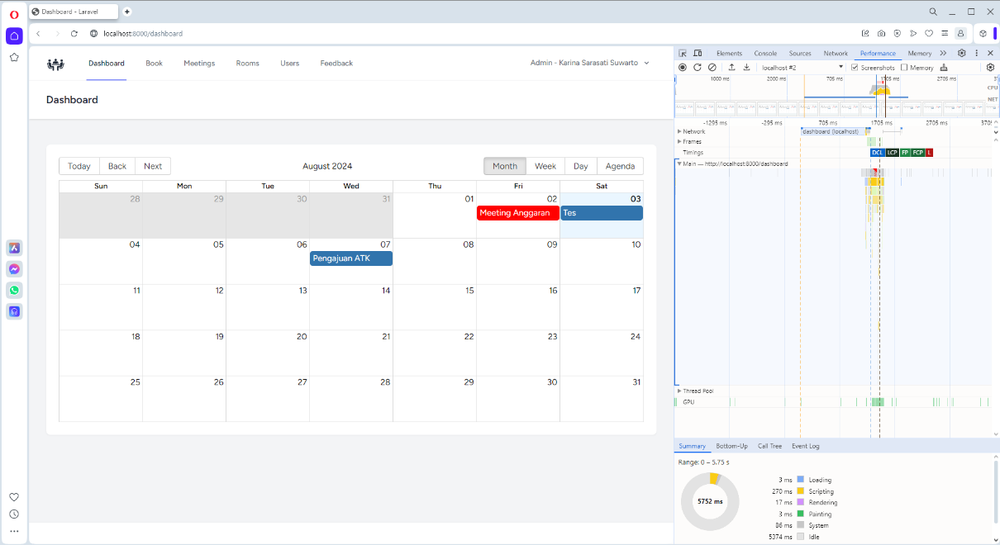 Dashboard - Laravel
localhost:8000/dashboard
Dashboard Book Meetings Rooms Users Feedback Admin - Karina Sarasati Suwarto
Dashboard
Today Back Next August 2024 Month Week Day Agenda
Sun Mon Tue Wed Thu Fri Sat
28 29 30 31 01 02 03
Meeting Anggaran Tes
04 05 06 07 08 09 10
Pengajuan ATK
11 12 13 14 15 16 17
18 19 20 21 22 23 24
25 26 27 28 29 30 31
Elements Console Sources Network Performance Memory
localhost #2 Screenshots Memory
1000 ms 2000 ms 705 ms 1705 ms 2705 ms
CPU
NET
-1295 ms -295 ms 705 ms 1705 ms 2705 ms
Network dashboard (localhost)
Frames
Timings DCL LCP FP FCP L
Main — http://localhost:8000/dashboard
Thread Pool
GPU
Summary Bottom-Up Call Tree Event Log
Range: 0 – 5.75 s
5752 ms
3 ms Loading
270 ms Scripting
17 ms Rendering
3 ms Painting
86 ms System
5374 ms Idle